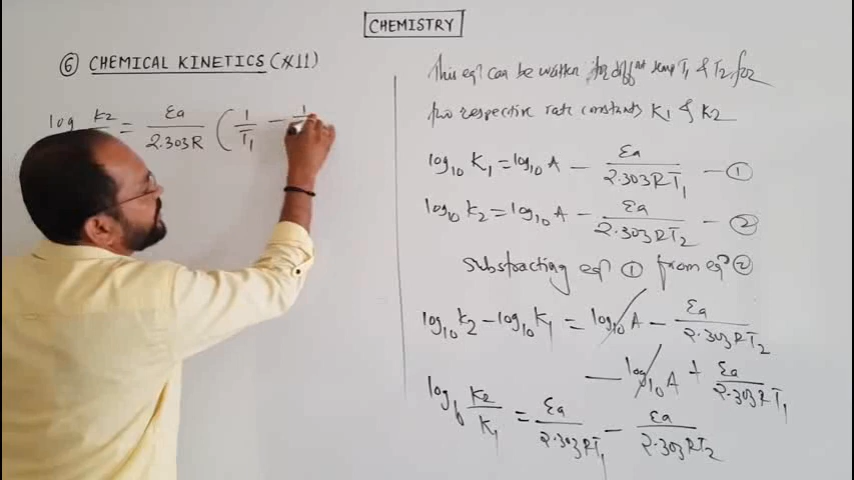 CHEMISTRY
⑥ CHEMICAL KINETICS (X11)
log K2 = Ea/2.303R (1/T1 - 1
This eqn can be written for diffnt temp T1 & T2 for
two respective rate constants K1 & K2
log10 K1 = log10 A - Ea/2.303RT1 - ①
log10 K2 = log10 A - Ea/2.303RT2 - ②
Substracting eqn ① from eqn ②
log10 K2 - log10 K1 = log10 A - Ea/2.303RT2
- log10 A + Ea/2.303RT1
log10 K2/K1 = Ea/2.303RT1 - Ea/2.303RT2